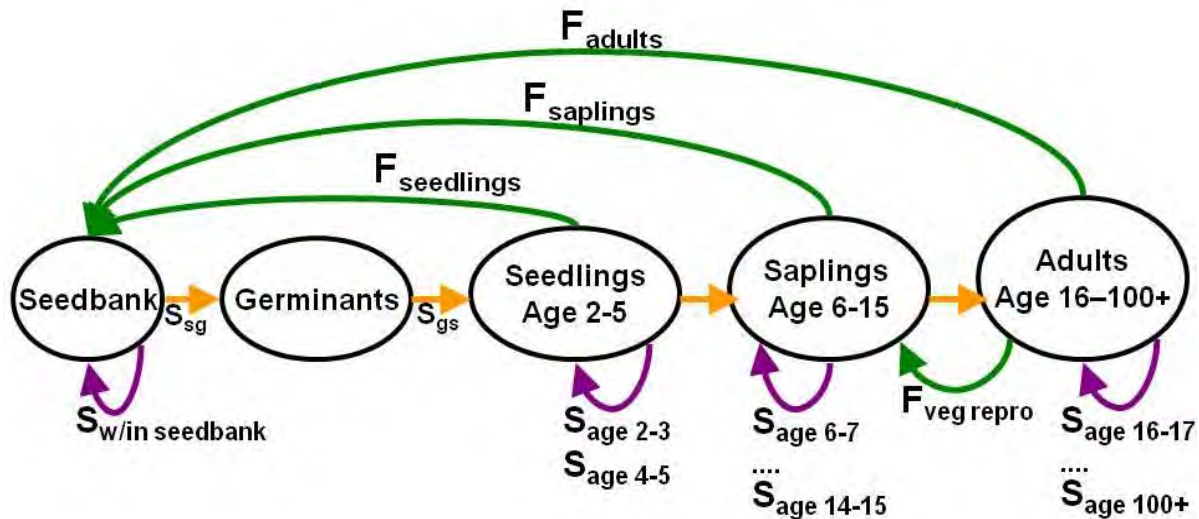 F adults
F saplings
F seedlings
Seedbank
Germinants
Seedlings
Age 2-5
Saplings
Age 6-15
Adults
Age 16–100+
S sg
S gs
S w/in seedbank
S age 2-3
S age 4-5
S age 6-7
....
S age 14-15
F veg repro
S age 16-17
....
S age 100+